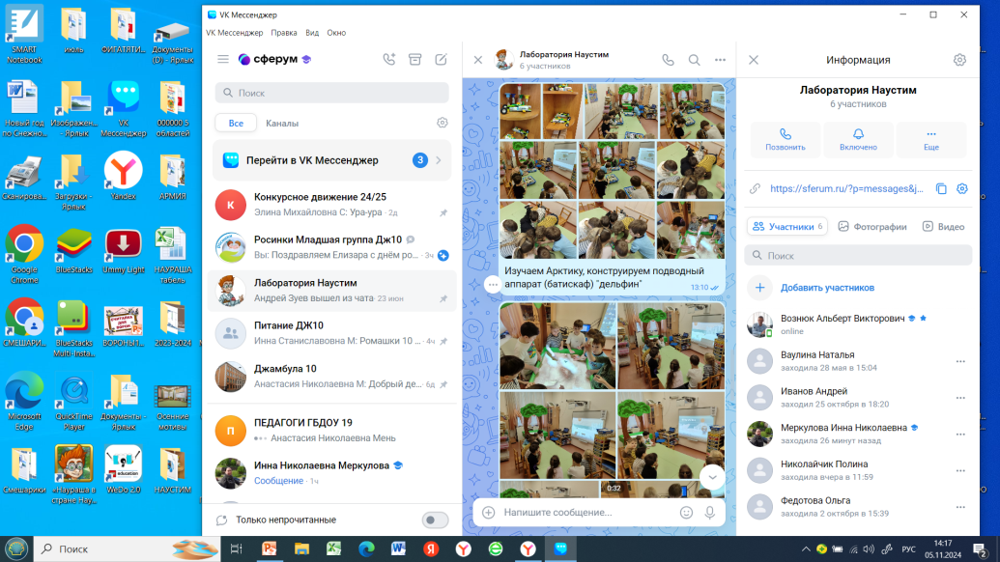 SMART
Notebook
июль
ФИГАТЯТИ...
Документы
(D) - Ярлык
Новый год
по Снежно...
Изображен...
– Ярлык
VK
Мессенджер
000000 5
областей
Сканирова...
Загрузки -
Ярлык
Yandex
АРМИЯ
Google
Chrome
BlueStacks
Ummy Light
НАУРАША
табель
СМЕШАРИ...
BlueStacks
Multi-Insta...
ВОРОНЫ...
2023-2024
Microsoft
Edge
QuickTime
Player
Документы -
Ярлык
Осенние
мотивы
Смешарики
«Наураша в
стране Нау...
WeDo 2.0
НАУСТИМ
VK Мессенджер
VK Мессенджер Правка Вид Окно
сферум
Поиск
Все
Каналы
Перейти в VK Мессенджер
3
К
Конкурсное движение 24/25
Элина Михайловна С: Ура-ура · 2д
Росинки Младшая группа Дж10
Вы: Поздравляем Елизара с днём ро... · 3ч
Лаборатория Наустим
Андрей Зуев вышел из чата · 23 июн
Питание ДЖ10
Инна Станиславовна М: Ромашки 10 ... · 4ч
Джамбула 10
Анастасия Николаевна М: Добрый де... · 6д
П
ПЕДАГОГИ ГБДОУ 19
Анастасия Николаевна Мень
Инна Николаевна Меркулова
Сообщение · 1ч
Только непрочитанные
Лаборатория Наустим
6 участников
Изучаем Арктику, конструируем подводный
аппарат (батискаф) "дельфин"
13:10
0:32
Напишите сообщение...
Информация
Лаборатория Наустим
6 участников
Позвонить
Включено
Еще
https://sferum.ru/?p=messages&j...
Участники 6
Фотографии
Видео
Поиск
Добавить участников
Вознюк Альберт Викторович
online
Ваулина Наталья
заходила 28 мая в 15:04
Иванов Андрей
заходил 25 октября в 18:20
Меркулова Инна Николаевна
заходила 26 минут назад
Николайчик Полина
заходила вчера в 11:59
Федотова Ольга
заходила 2 октября в 15:39
Поиск
РУС
14:17
05.11.2024
2